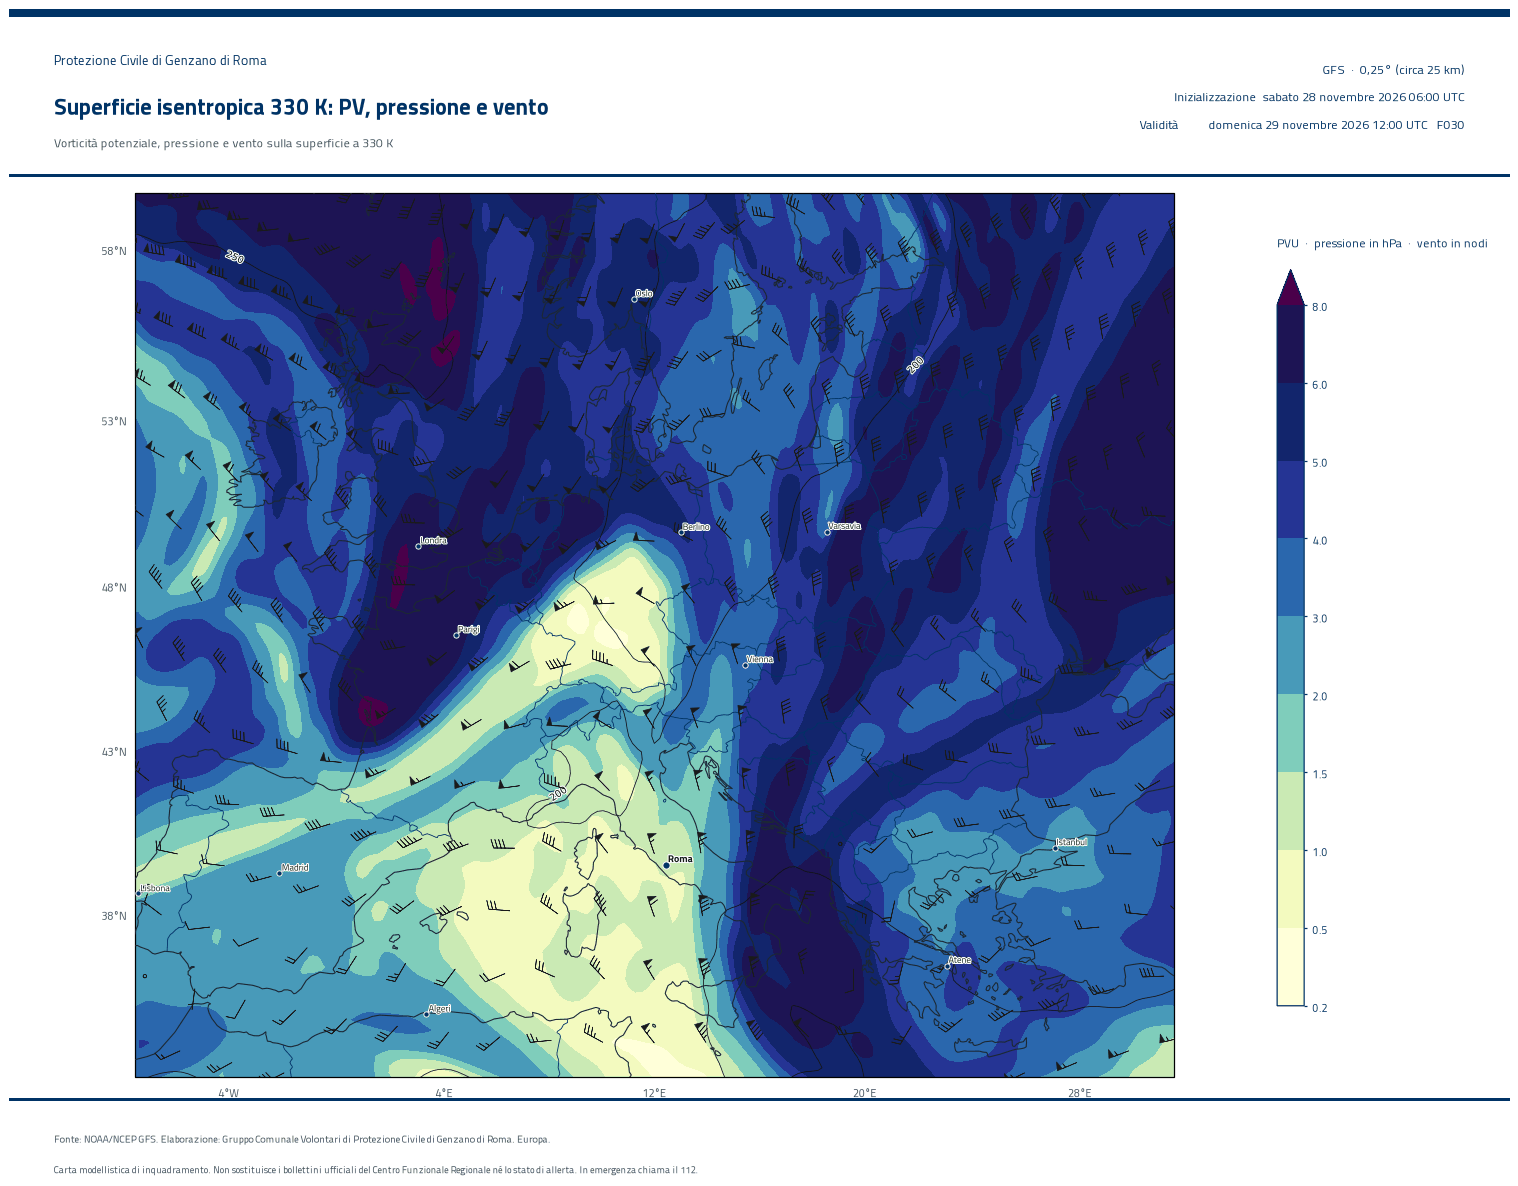 Protezione Civile di Genzano di Roma
Superficie isentropica 330 K: PV, pressione e vento
Vorticità potenziale, pressione e vento sulla superficie a 330 K
GFS · 0,25° (circa 25 km)
Inizializzazione sabato 28 novembre 2026 06:00 UTC
Validità domenica 29 novembre 2026 12:00 UTC F030
PVU · pressione in hPa · vento in nodi
58°N
53°N
48°N
43°N
38°N
250
Oslo
200
Londra
Berlino
Varsavia
Parigi
Vienna
200
Roma
Madrid
Lisbona
Istanbul
Atene
Algeri
8.0
6.0
5.0
4.0
3.0
2.0
1.5
1.0
0.5
0.2
4°W
4°E
12°E
20°E
28°E
Fonte: NOAA/NCEP GFS. Elaborazione: Gruppo Comunale Volontari di Protezione Civile di Genzano di Roma. Europa.
Carta modellistica di inquadramento. Non sostituisce i bollettini ufficiali del Centro Funzionale Regionale né lo stato di allerta. In emergenza chiama il 112.